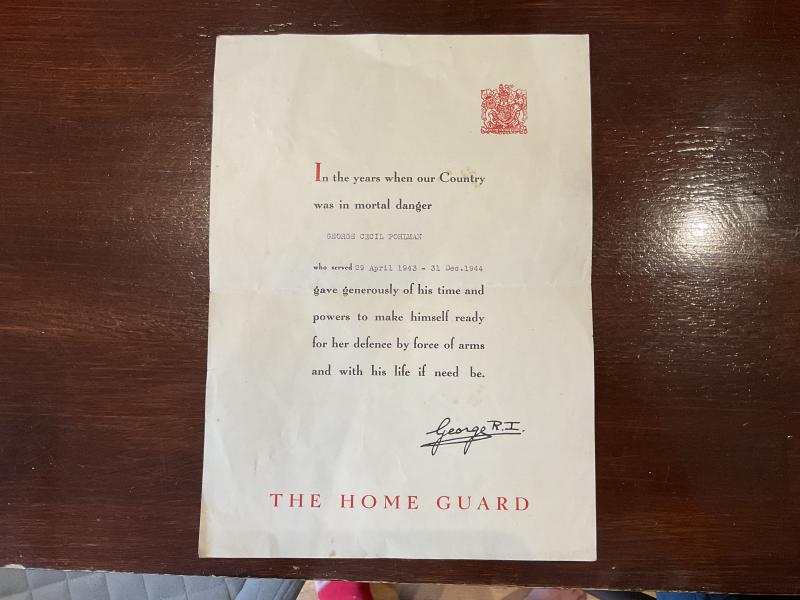 In the years when our Country
was in mortal danger
GEORGE CECIL POHLMAN
who served 29 April 1943 - 31 Dec.1944
gave generously of his time and
powers to make himself ready
for her defence by force of arms
and with his life if need be.
George R.I.
THE HOME GUARD